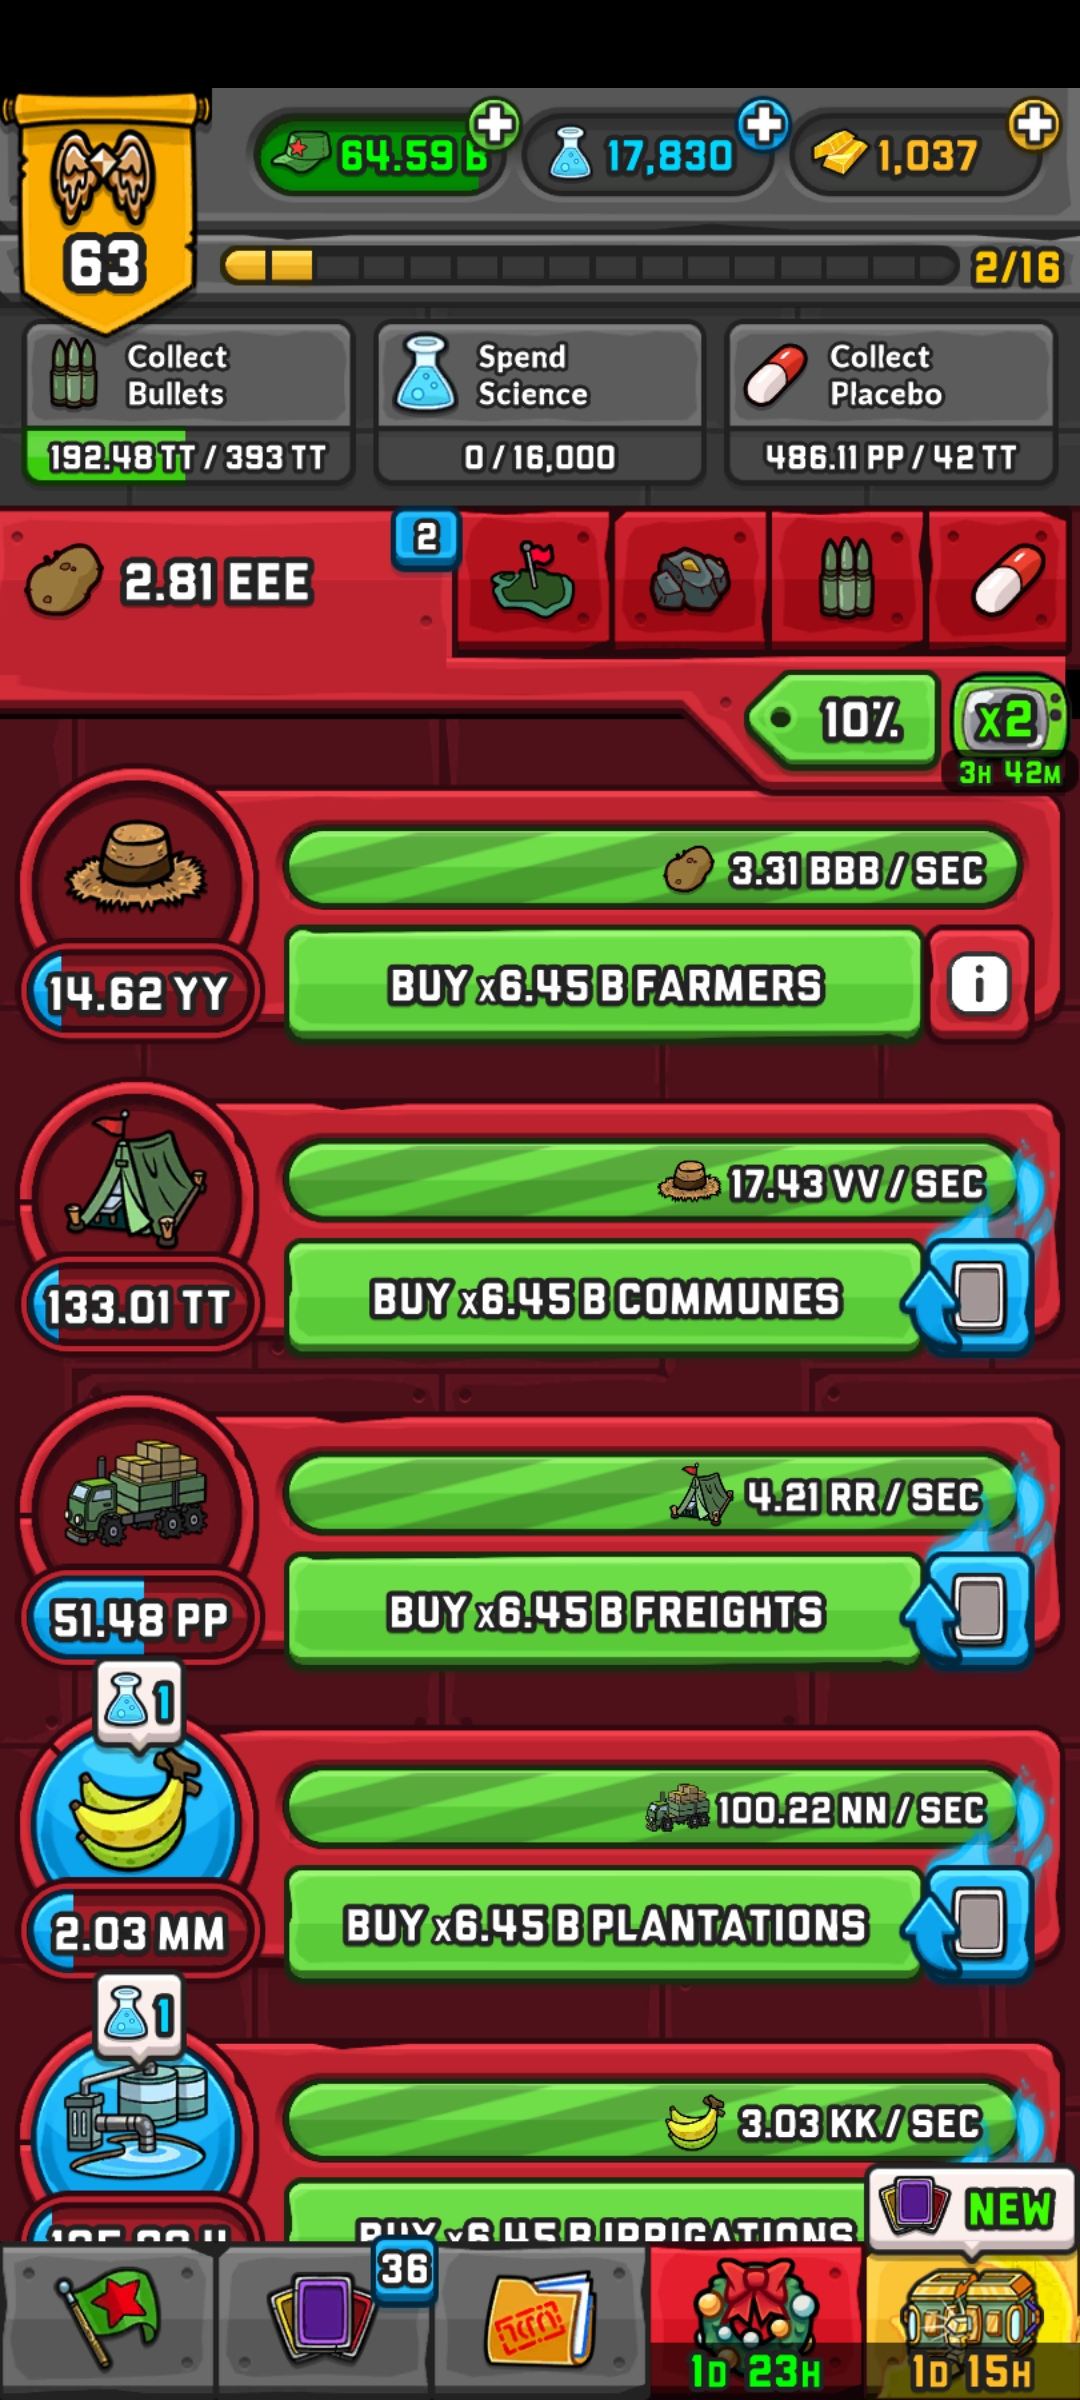 64.59 B
17,830
1,037
63
2/16
Collect Bullets
192.48 TT / 393 TT
Spend Science
0 / 16,000
Collect Placebo
486.11 PP / 42 TT
2.81 EEE
2
10%
x2
3H 42M
3.31 BBB / SEC
14.62 YY
BUY x6.45 B FARMERS
i
17.43 VV / SEC
133.01 TT
BUY x6.45 B COMMUNES
4.21 RR / SEC
51.48 PP
BUY x6.45 B FREIGHTS
1
100.22 NN / SEC
2.03 MM
BUY x6.45 B PLANTATIONS
1
3.03 KK / SEC
BUY x6.45 B IRRIGATIONS
NEW
36
1D 23H
1D 15H